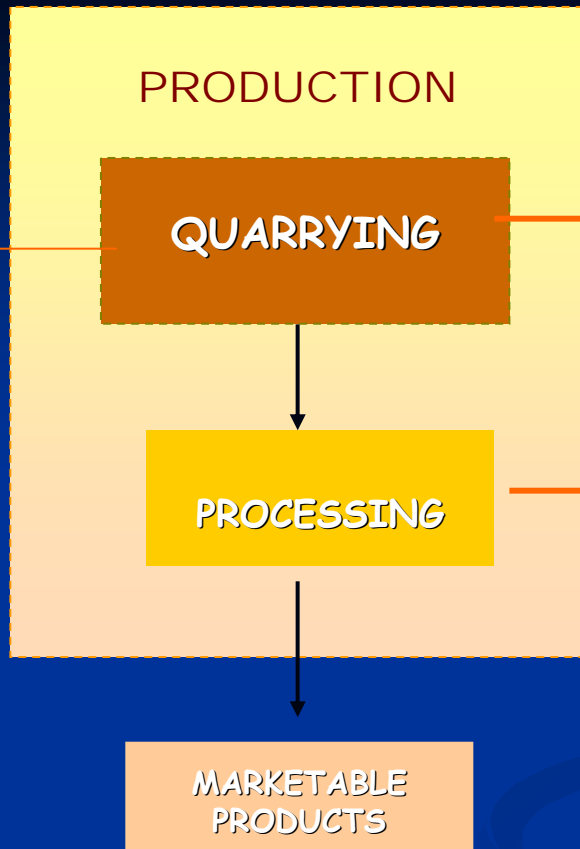 PRODUCTION
QUARRYING
PROCESSING
MARKETABLE
PRODUCTS